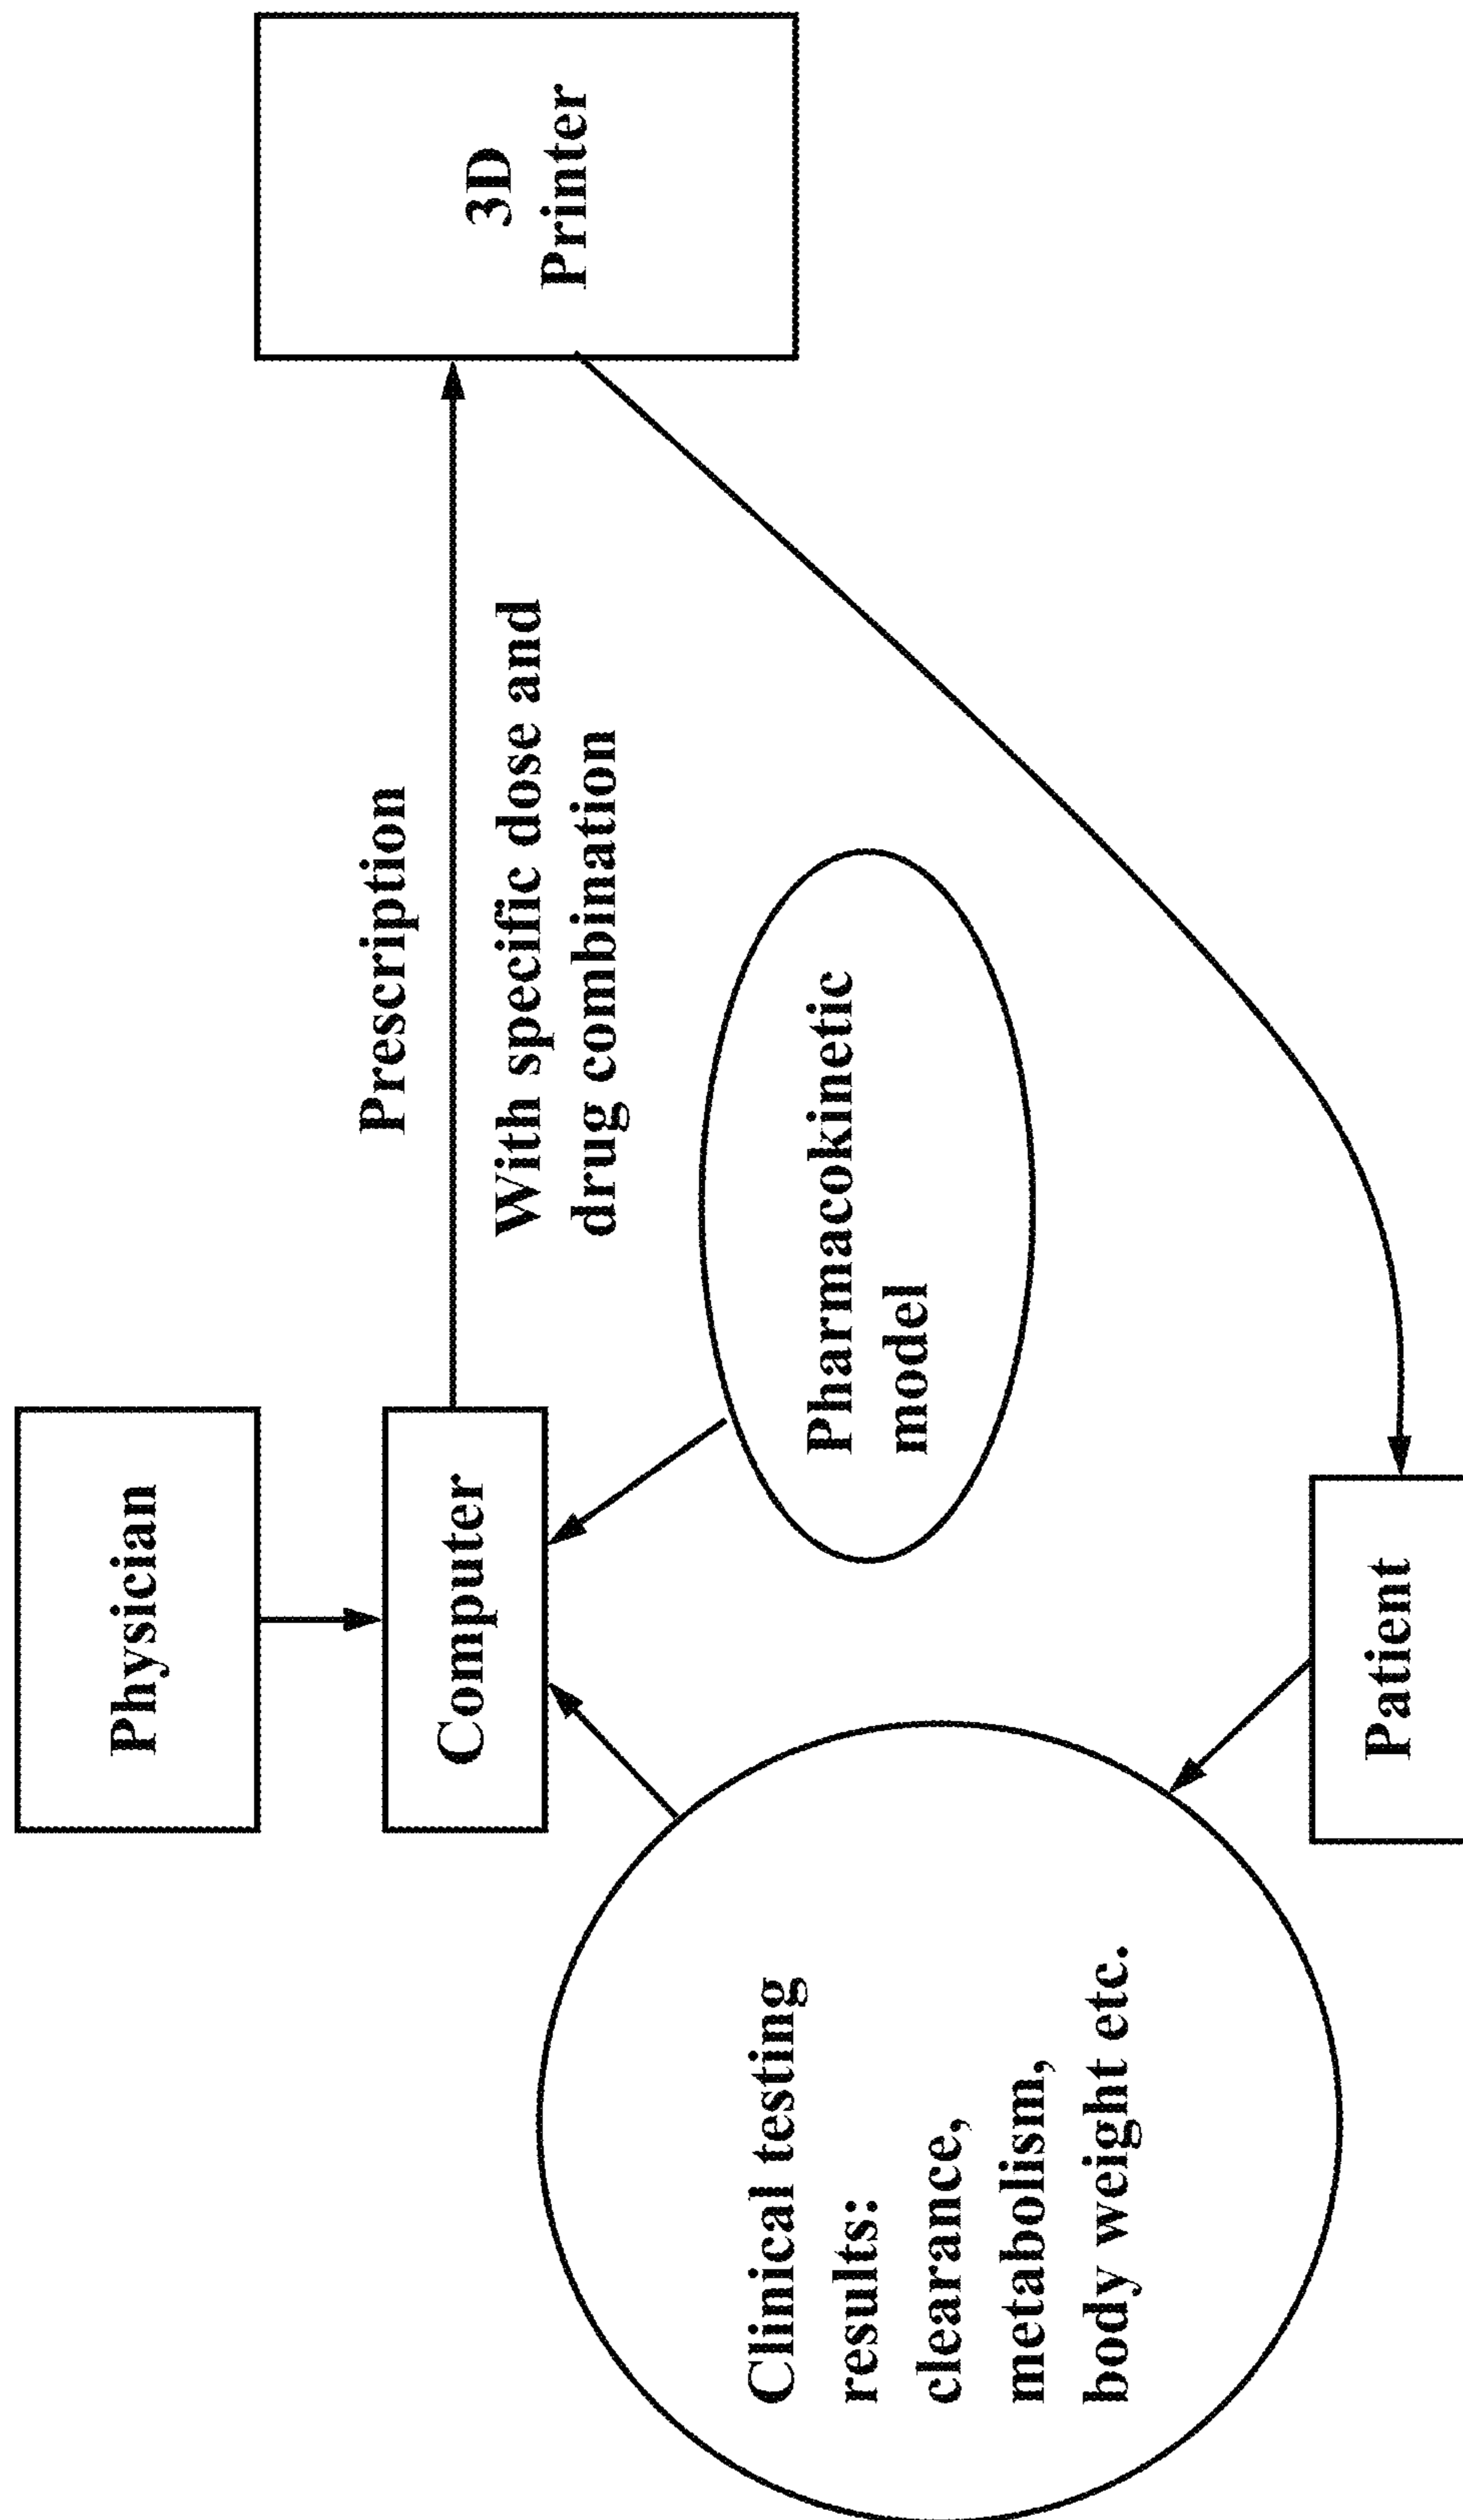 Physician
Computer
Prescription
With specific dose and
drug combination
3D
Printer
Pharmacokinetic
model
Clinical testing
results:
clearance,
metabolism,
body weight etc.
Patient